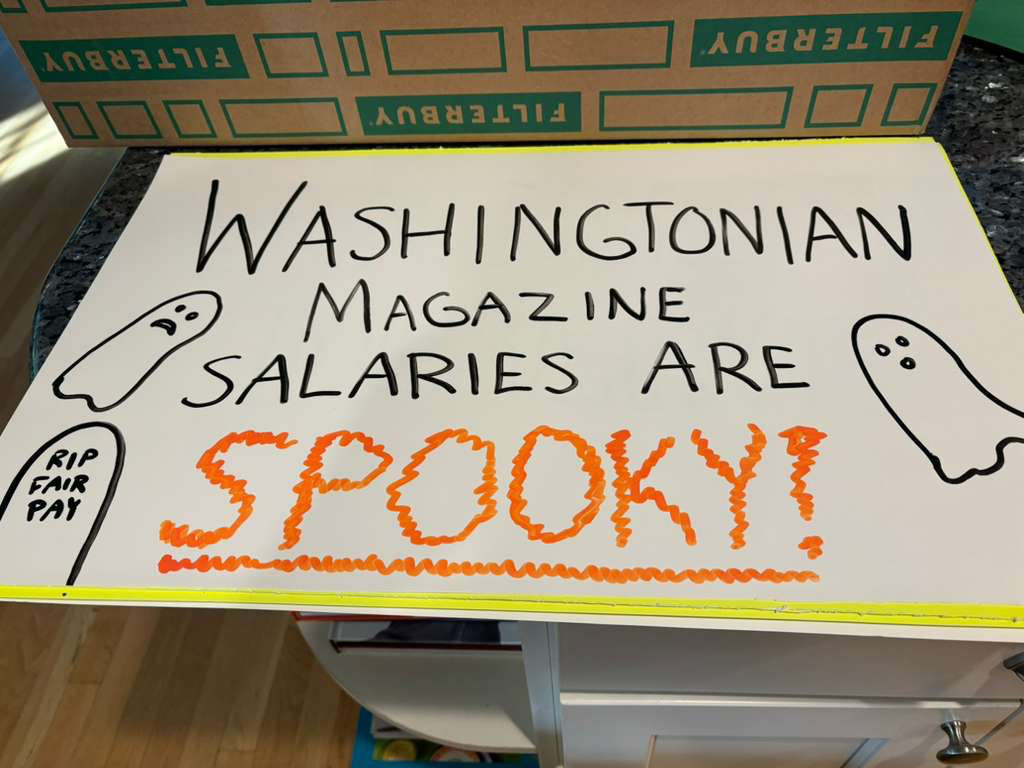 FILTERBUY FILTERBUY
FILTERBUY
WASHINGTONIAN
MAGAZINE
SALARIES ARE
SPOOKY!
RIP
FAIR
PAY